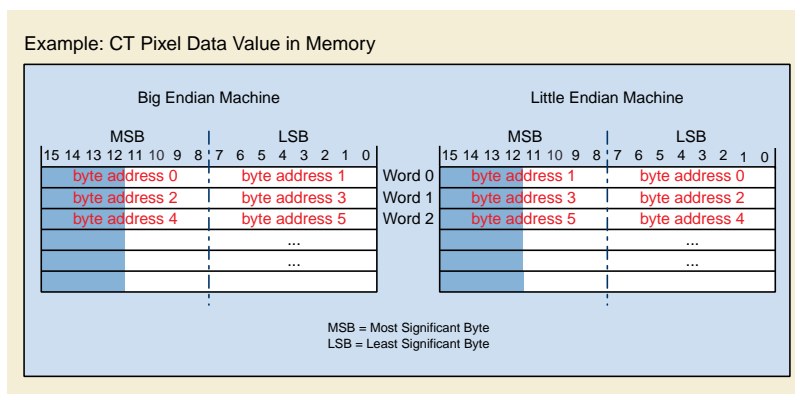 Example: CT Pixel Data Value in Memory
Big Endian Machine Little Endian Machine
MSB LSB MSB LSB
15 14 13 12 11 10 9 8 7 6 5 4 3 2 1 0 15 14 13 12 11 10 9 8 7 6 5 4 3 2 1 0
byte address 0 byte address 1 Word 0 byte address 1 byte address 0
byte address 2 byte address 3 Word 1 byte address 3 byte address 2
byte address 4 byte address 5 Word 2 byte address 5 byte address 4
... ...
... ...
MSB = Most Significant Byte
LSB = Least Significant Byte